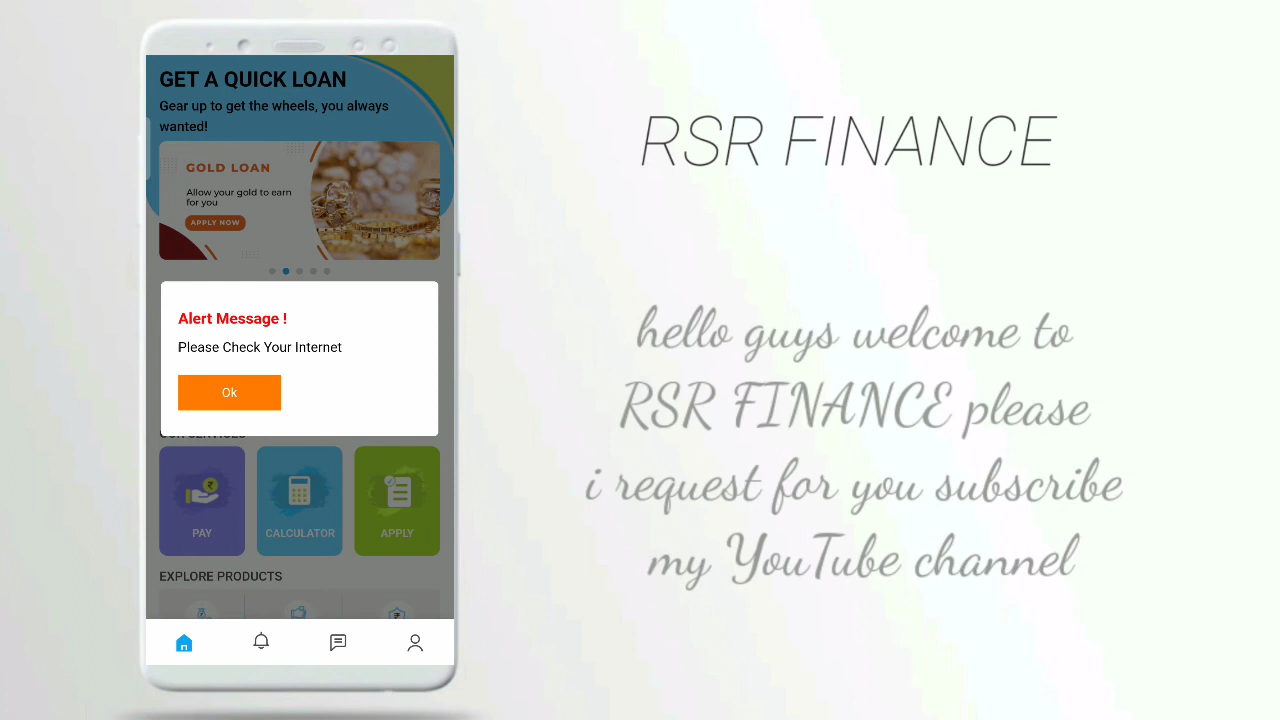 GET A QUICK LOAN
Gear up to get the wheels, you always
wanted!
GOLD LOAN
Allow your gold to earn
for you
APPLY NOW
Alert Message !
Please Check Your Internet
Ok
OUR SERVICES
PAY
CALCULATOR
APPLY
EXPLORE PRODUCTS
RSR FINANCE
hello guys welcome to
RSR FINANCE please
i request for you subscribe
my YouTube channel